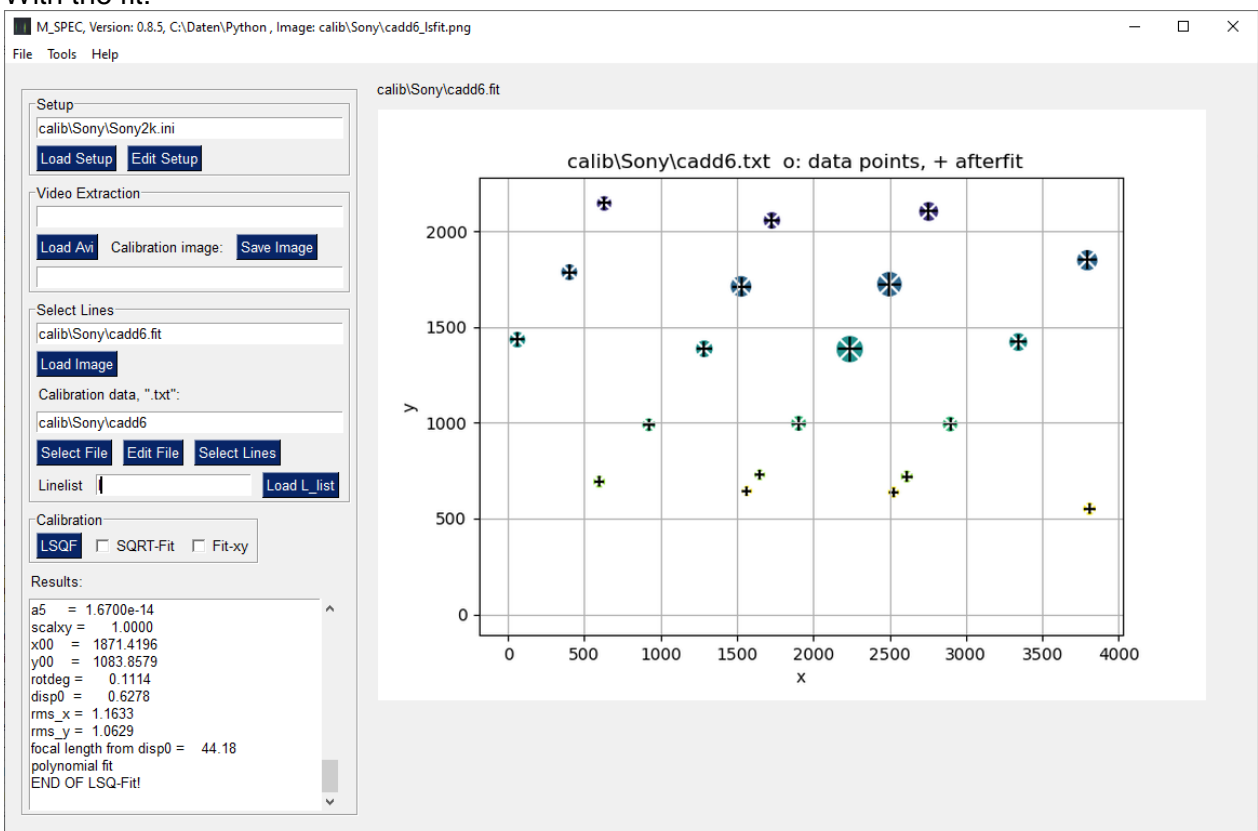 With the fit:
M_SPEC, Version: 0.8.5, C:\Daten\Python , Image: calib\Sony\cadd6_lsfit.png
File Tools Help
Setup
calib\Sony\Sony2k.ini
Load Setup Edit Setup
Video Extraction
Load Avi Calibration image: Save Image
Select Lines
calib\Sony\cadd6.fit
Load Image
Calibration data, ".txt":
calib\Sony\cadd6
Select File Edit File Select Lines
Linelist l Load L_list
Calibration
LSQF SQRT-Fit Fit-xy
Results:
a5 = 1.6700e-14
scalxy = 1.0000
x00 = 1871.4196
y00 = 1083.8579
rotdeg = 0.1114
disp0 = 0.6278
rms_x = 1.1633
rms_y = 1.0629
focal length from disp0 = 44.18
polynomial fit
END OF LSQ-Fit!
calib\Sony\cadd6.fit
calib\Sony\cadd6.txt o: data points, + afterfit
y
2000
1500
1000
500
0
0 500 1000 1500 2000 2500 3000 3500 4000
x